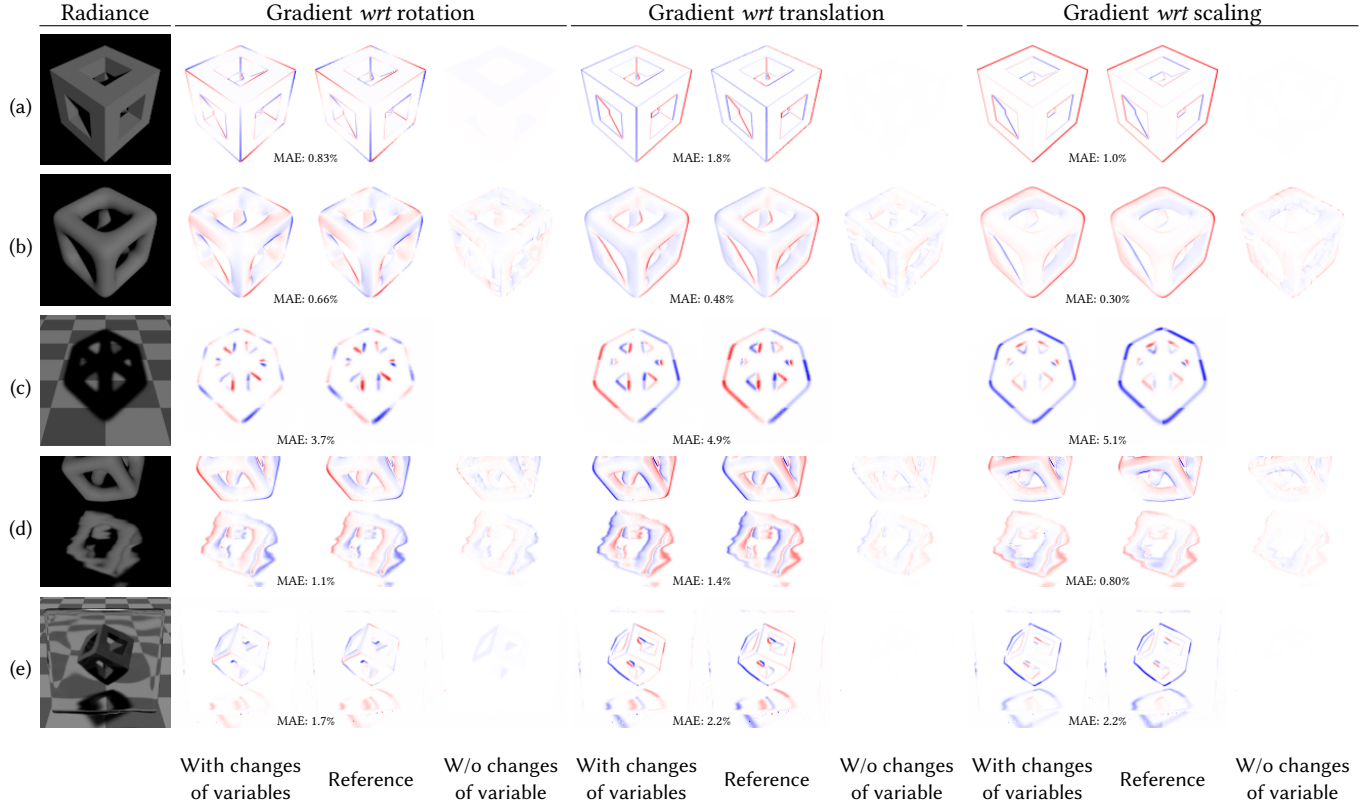 Radiance Gradient wrt rotation Gradient wrt translation Gradient wrt scaling
(a)
MAE: 0.83% MAE: 1.8% MAE: 1.0%
(b)
MAE: 0.66% MAE: 0.48% MAE: 0.30%
(c)
MAE: 3.7% MAE: 4.9% MAE: 5.1%
(d)
MAE: 1.1% MAE: 1.4% MAE: 0.80%
(e)
MAE: 1.7% MAE: 2.2% MAE: 2.2%
With changes
of variables
Reference
W/o changes
of variable
With changes
of variables
Reference
W/o changes
of variable
With changes
of variables
Reference
W/o changes
of variable